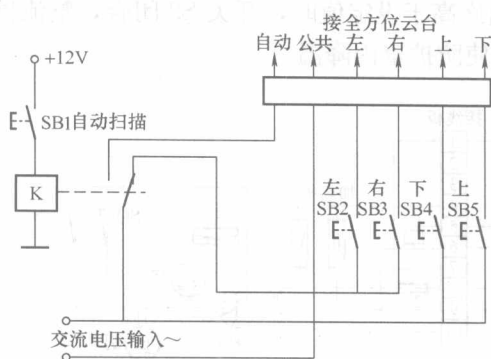 接全方位云台
自动 公共 左 右 上 下
+12V
SB1自动扫描
K
左 右 下 上
SB2 SB3 SB4 SB5
交流电压输入~